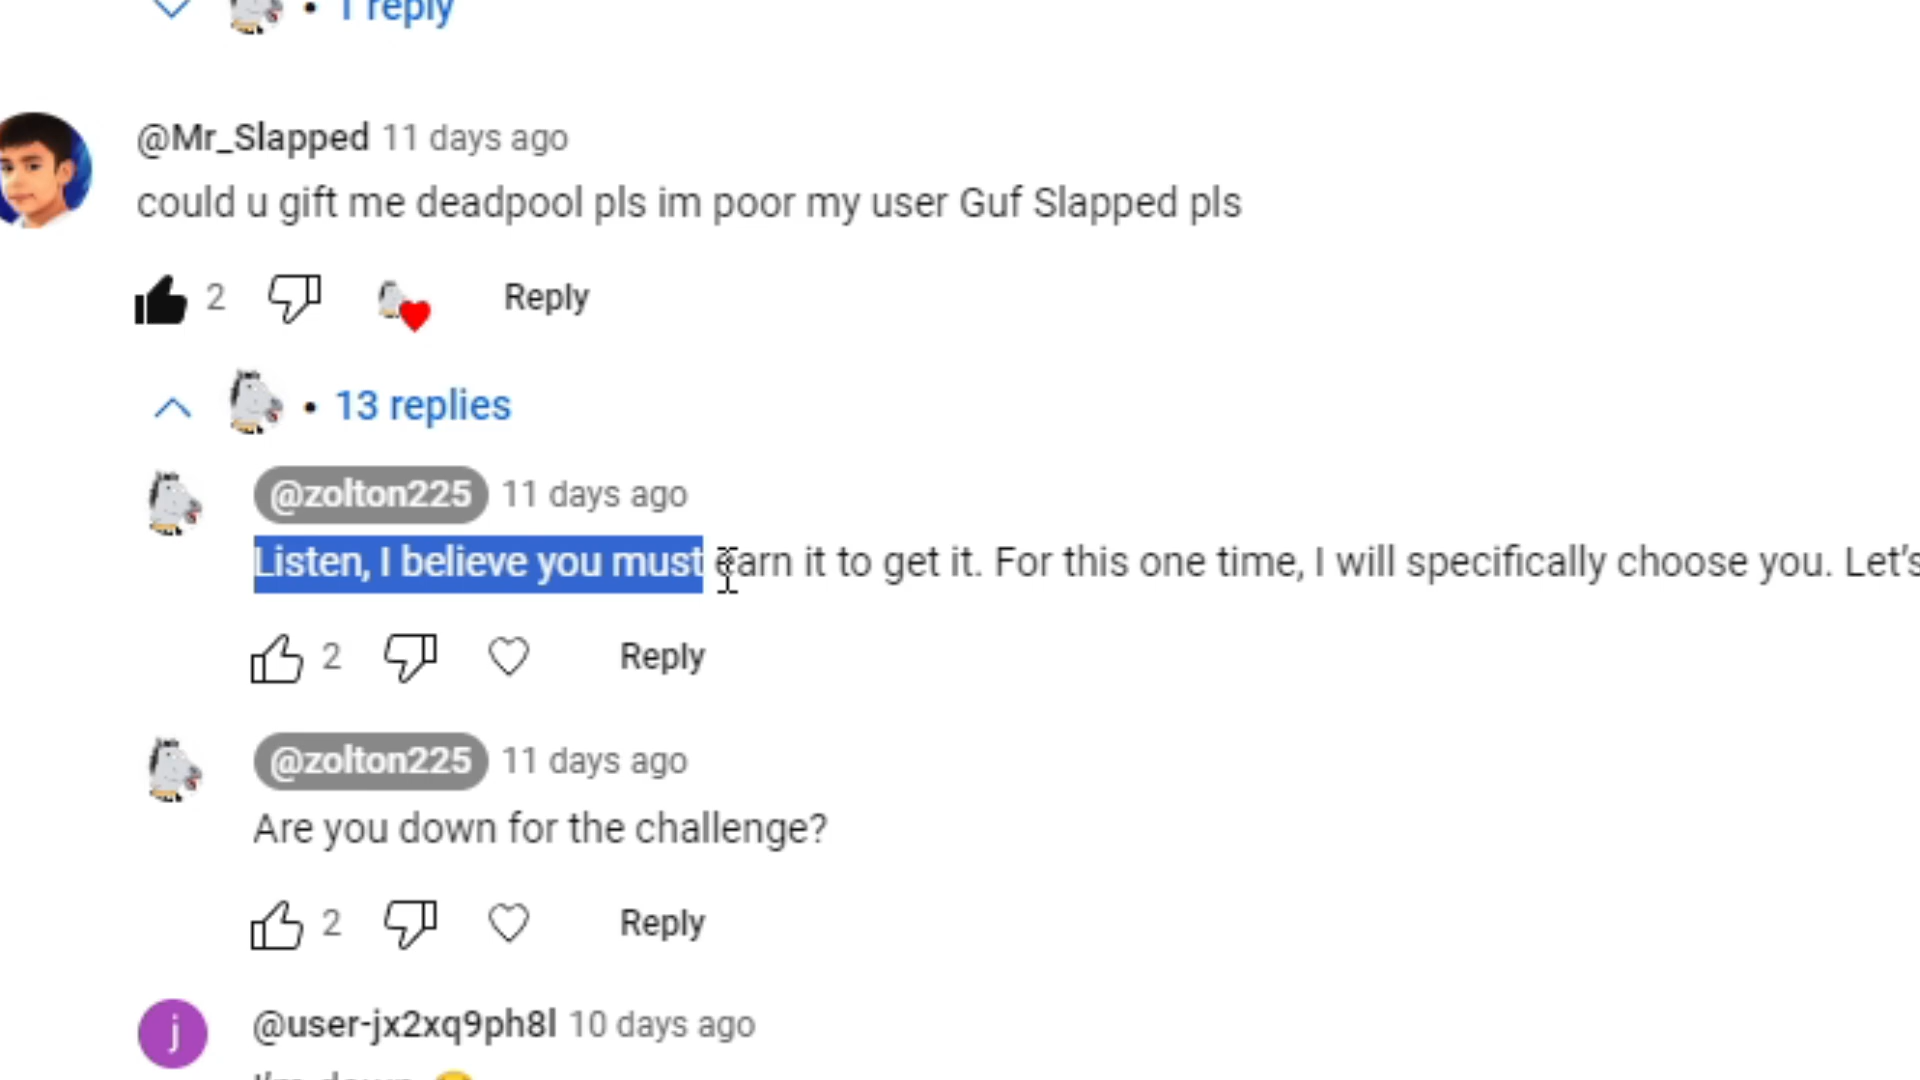 1 reply
@Mr_Slapped 11 days ago
could u gift me deadpool pls im poor my user Guf Slapped pls
2 Reply
13 replies
@zolton225 11 days ago
Listen, I believe you must earn it to get it. For this one time, I will specifically choose you. Let's
2 Reply
@zolton225 11 days ago
Are you down for the challenge?
2 Reply
j
@user-jx2xq9ph8l 10 days ago
I'm down